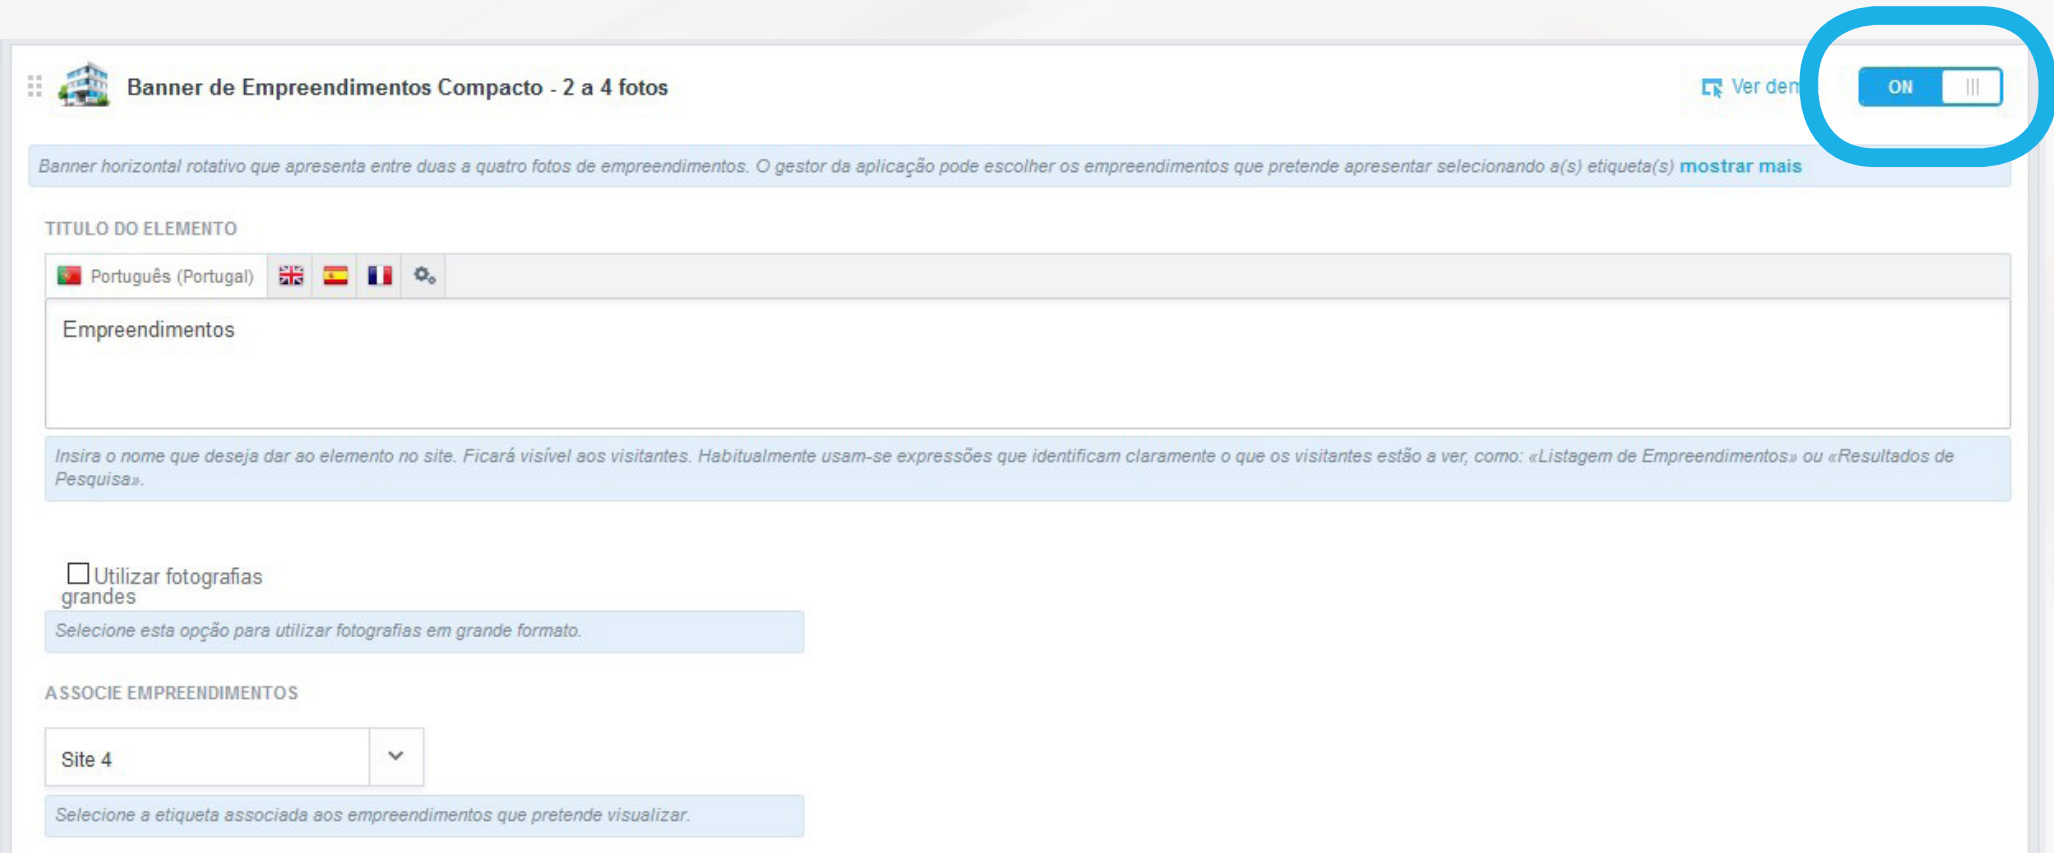 Banner de Empreendimentos Compacto - 2 a 4 fotos
Ver
ON
Banner horizontal rotativo que apresenta entre duas a quatro fotos de empreendimentos. O gestor da aplicação pode escolher os empreendimentos que pretende apresentar selecionando a(s) etiqueta(s) mostrar mais
TITULO DO ELEMENTO
Português (Portugal)
Empreendimentos
Insira o nome que deseja dar ao elemento no site. Ficará visível aos visitantes. Habitualmente usam-se expressões que identificam claramente o que os visitantes estão a ver, como: «Listagem de Empreendimentos» ou «Resultados de
Pesquisa».
Utilizar fotografias
grandes
Selecione esta opção para utilizar fotografias em grande formato.
ASSOCIE EMPREENDIMENTOS
Site 4
Selecione a etiqueta associada aos empreendimentos que pretende visualizar.